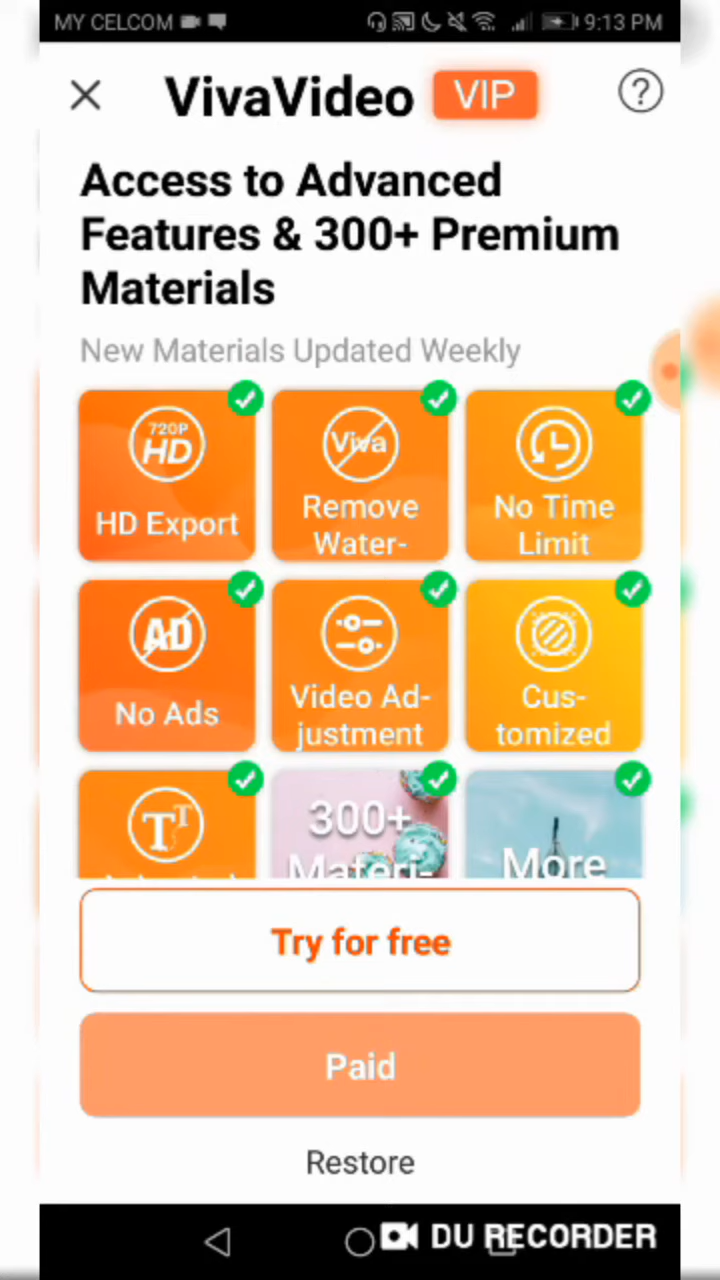 MY CELCOM
9:13 PM
VivaVideo VIP
?
Access to Advanced
Features & 300+ Premium
Materials
New Materials Updated Weekly
720P
HD
HD Export
Viva
Remove
Water-
No Time
Limit
AD
No Ads
Video Ad-
justment
Cus-
tomized
TT
300+
Materi-
More
Try for free
Paid
Restore
DU RECORDER